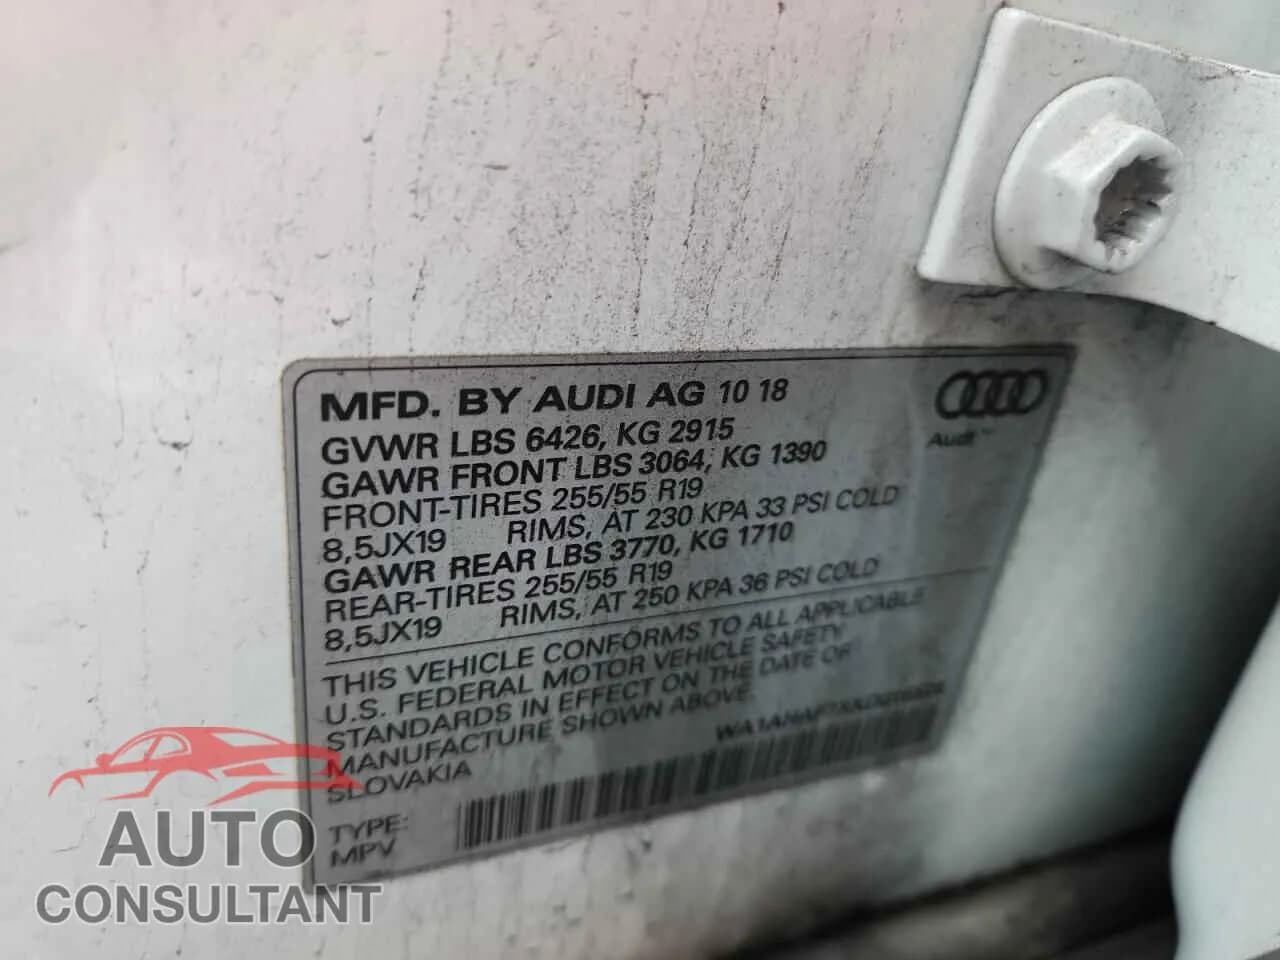 MFD. BY AUDI AG 10 18
Audi
GVWR LBS 6426, KG 2915
GAWR FRONT LBS 3064, KG 1390
FRONT-TIRES 255/55 R19
8,5JX19 RIMS, AT 230 KPA 33 PSI COLD
GAWR REAR LBS 3770, KG 1710
REAR-TIRES 255/55 R19
8,5JX19 RIMS, AT 250 KPA 36 PSI COLD
THIS VEHICLE CONFORMS TO ALL APPLICABLE
U.S. FEDERAL MOTOR VEHICLE SAFETY
STANDARDS IN EFFECT ON THE DATE OF
MANUFACTURE SHOWN ABOVE.
SLOVAKIA
TYPE:
MPV
AUTO
CONSULTANT